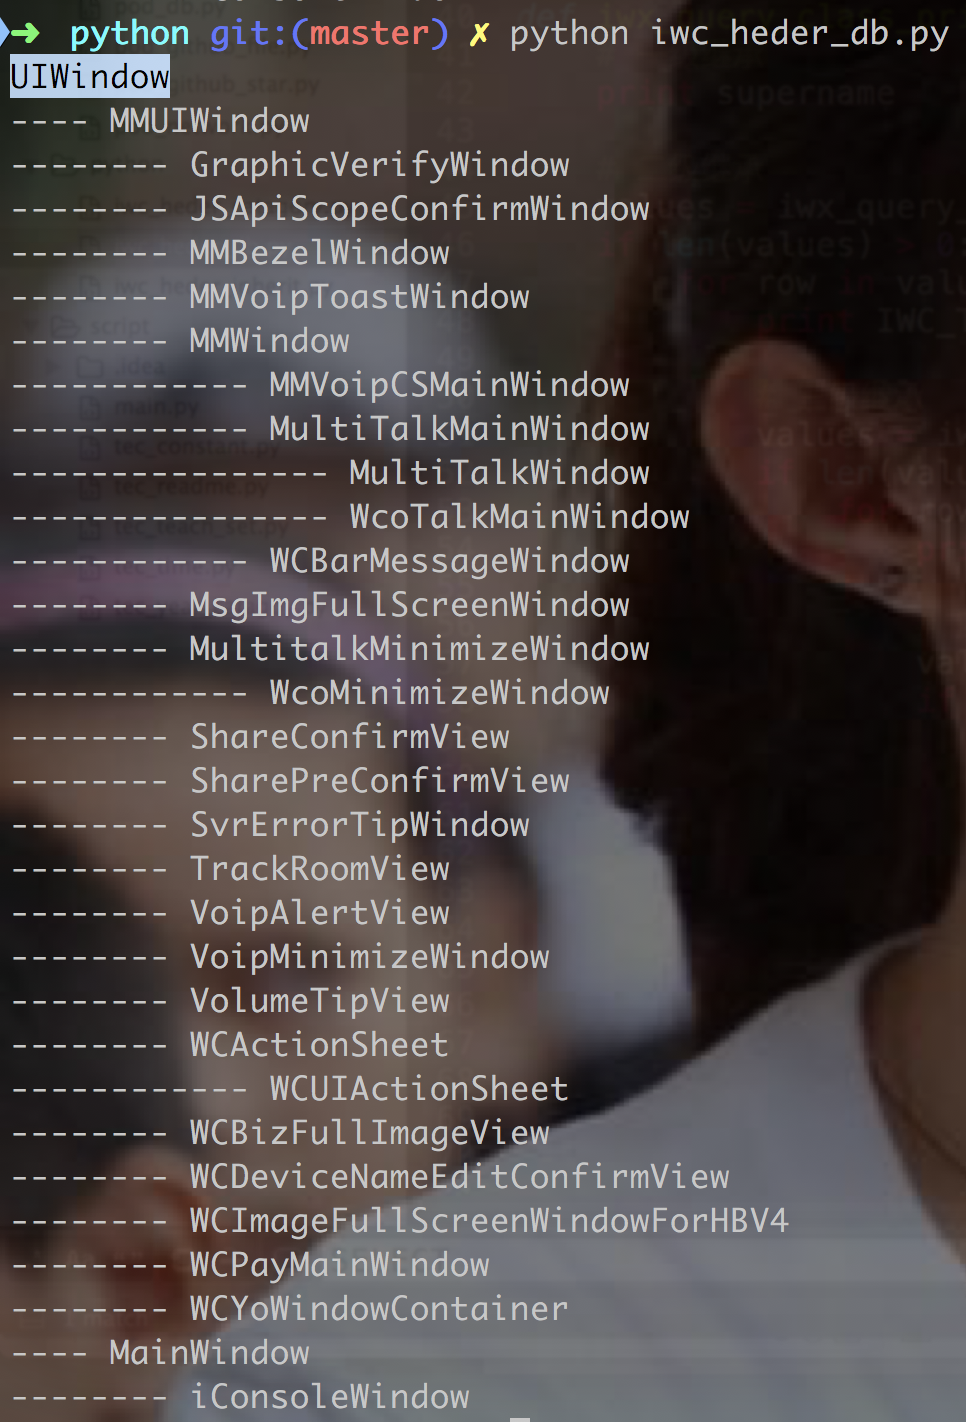 ➜ python git:(master) ✗ python iwc_heder_db.py
UIWindow
---- MMUIWindow
-------- GraphicVerifyWindow
-------- JSApiScopeConfirmWindow
-------- MMBezelWindow
-------- MMVoipToastWindow
-------- MMWindow
------------ MMVoipCSMainWindow
------------ MultiTalkMainWindow
---------------- MultiTalkWindow
---------------- WcoTalkMainWindow
------------ WCBarMessageWindow
-------- MsgImgFullScreenWindow
-------- MultitalkMinimizeWindow
------------ WcoMinimizeWindow
-------- ShareConfirmView
-------- SharePreConfirmView
-------- SvrErrorTipWindow
-------- TrackRoomView
-------- VoipAlertView
-------- VoipMinimizeWindow
-------- VolumeTipView
-------- WCActionSheet
------------ WCUIActionSheet
-------- WCBizFullImageView
-------- WCDeviceNameEditConfirmView
-------- WCImageFullScreenWindowForHBV4
-------- WCPayMainWindow
-------- WCYoWindowContainer
---- MainWindow
-------- iConsoleWindow